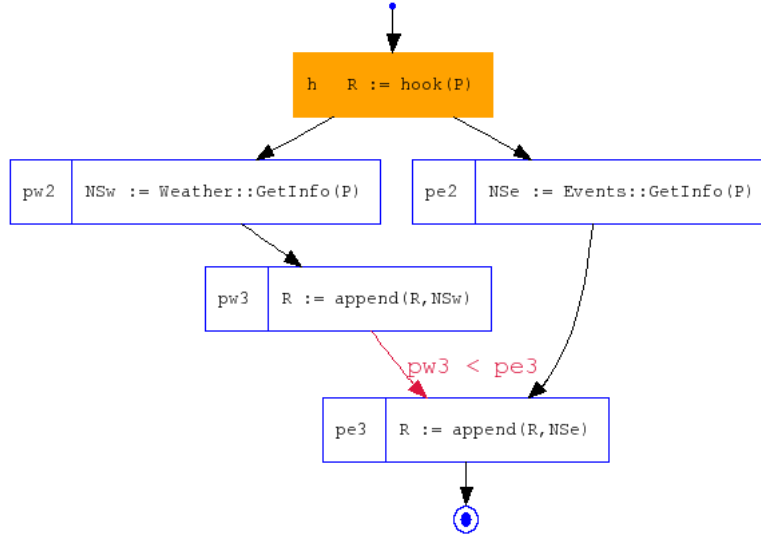 h R := hook(P)
pw2 NSw := Weather::GetInfo(P)
pe2 NSe := Events::GetInfo(P)
pw3 R := append(R,NSw)
pw3 < pe3
pe3 R := append(R,NSe)